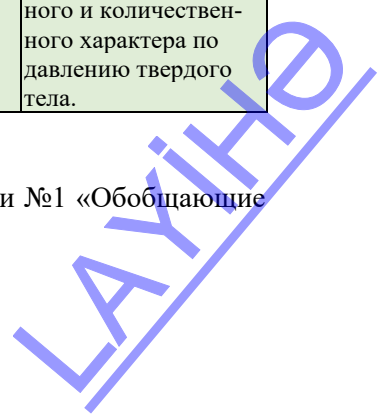 ного и количествен-
ного характера по
давлению твердого
тела.
и №1 «Обобщающие
LAYİHƏ